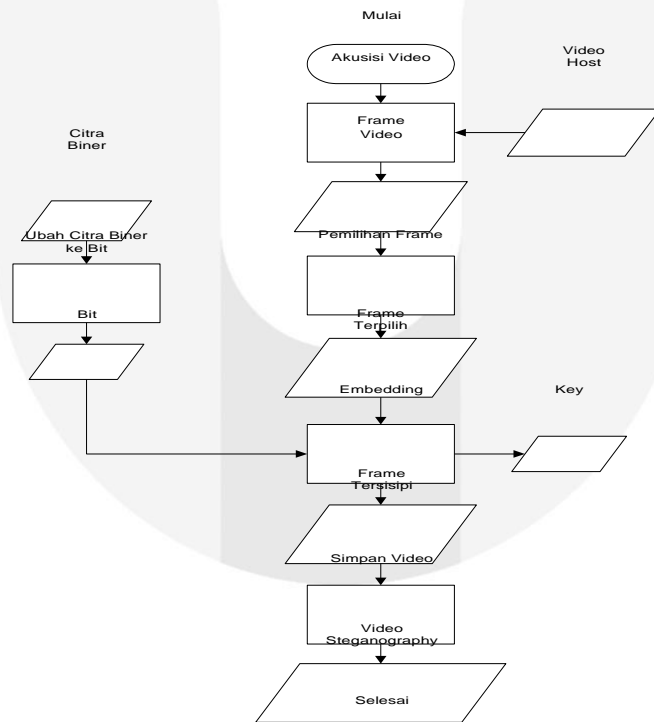 Mulai
Akusisi Video
Video
Host
Frame
Video
Citra
Biner
Pemilihan Frame
Ubah Citra Biner
ke Bit
Bit
Frame
Terpilih
Embedding
Key
Frame
Tersisipi
Simpan Video
Video
Steganography
Selesai